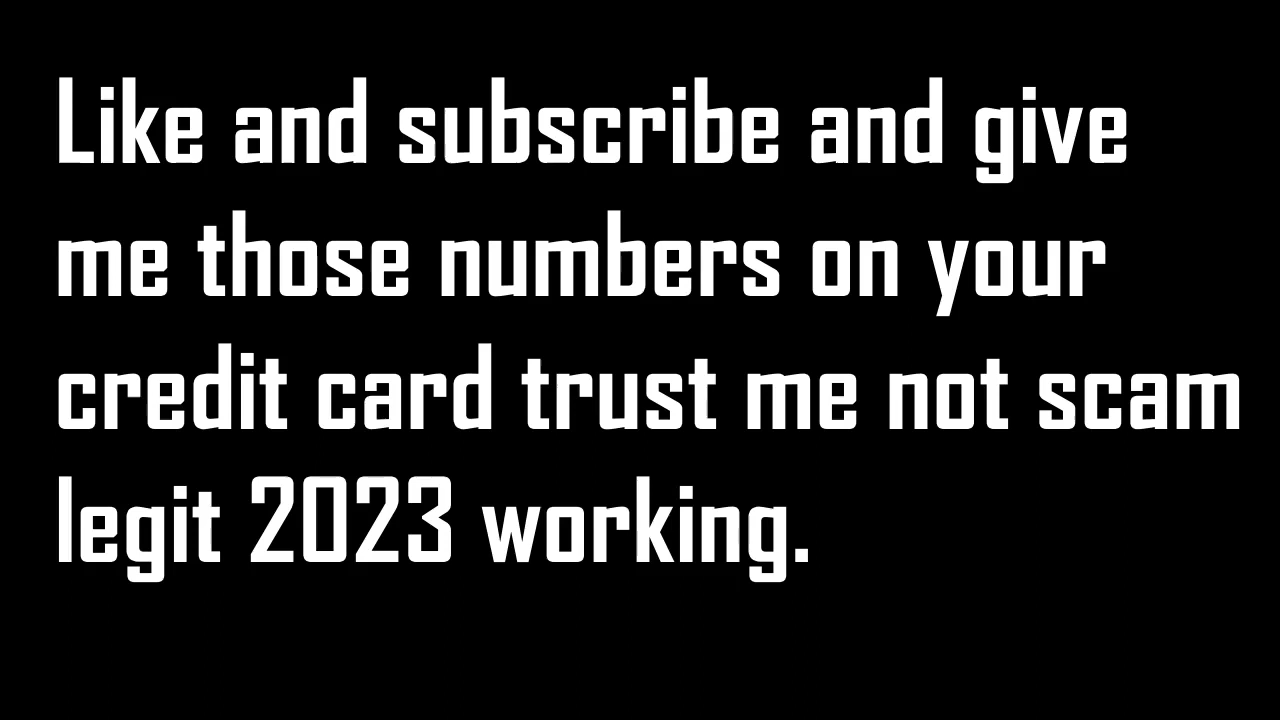 Like and subscribe and give
me those numbers on your
credit card trust me not scam
legit 2023 working.